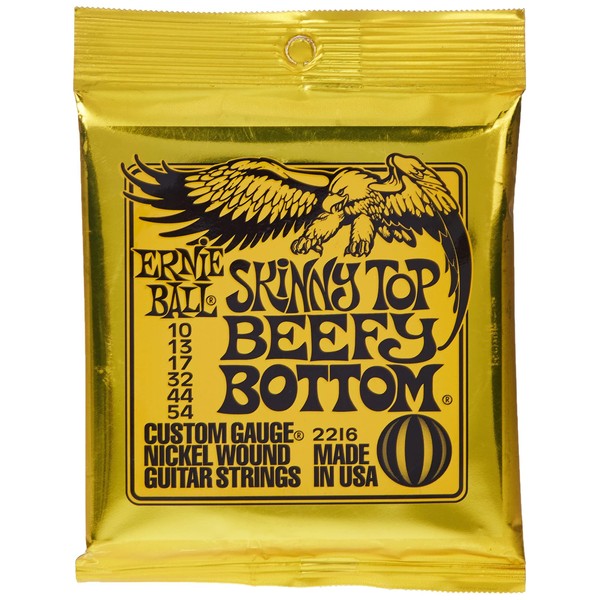 ERNIE
BALL®
SKINNY TOP
BEEFY
BOTTOM®
10
13
17
32
44
54
CUSTOM GAUGE®
NICKEL WOUND
GUITAR STRINGS
2216
MADE
IN USA